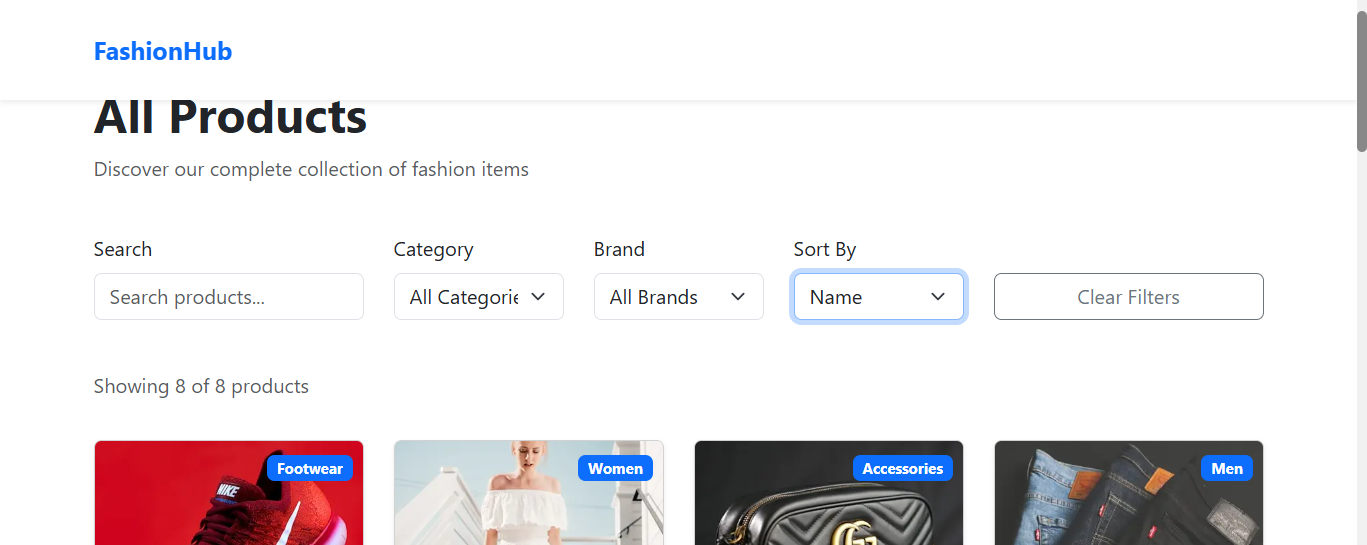 FashionHub
All Products
Discover our complete collection of fashion items
Search Category Brand Sort By
Search products... All Categorie All Brands Name Clear Filters
Showing 8 of 8 products
Footwear Women Accessories Men
NIKE